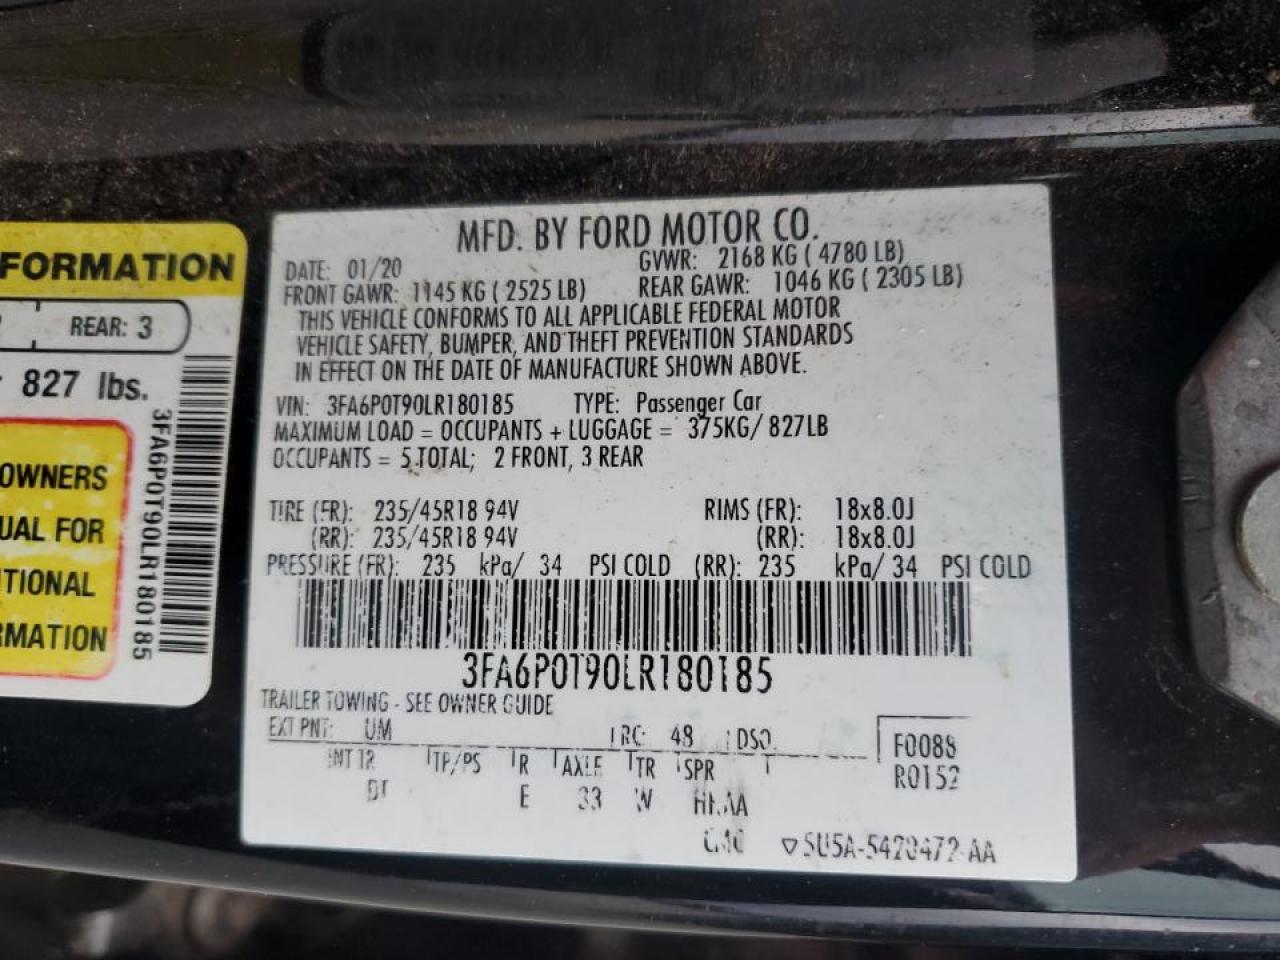 FORMATION
REAR: 3
827 lbs.
OWNERS
UAL FOR
ITIONAL
RMATION
3FA6P0T90LR180185
MFD. BY FORD MOTOR CO.
DATE: 01/20 GVWR: 2168 KG ( 4780 LB)
FRONT GAWR: 1145 KG ( 2525 LB) REAR GAWR: 1046 KG ( 2305 LB)
THIS VEHICLE CONFORMS TO ALL APPLICABLE FEDERAL MOTOR
VEHICLE SAFETY, BUMPER, AND THEFT PREVENTION STANDARDS
IN EFFECT ON THE DATE OF MANUFACTURE SHOWN ABOVE.
VIN: 3FA6P0T90LR180185 TYPE: Passenger Car
MAXIMUM LOAD = OCCUPANTS + LUGGAGE = 375KG/ 827LB
OCCUPANTS = 5 TOTAL; 2 FRONT, 3 REAR
TIRE (FR): 235/45R18 94V RIMS (FR): 18x8.0J
(RR): 235/45R18 94V (RR): 18x8.0J
PRESSURE (FR): 235 kPa/ 34 PSI COLD (RR): 235 kPa/ 34 PSI COLD
3FA6P0T90LR180185
TRAILER TOWING - SEE OWNER GUIDE
EXT PNT: UM RC: 48 DSO
F0088
INT TR TP/PS R AXLE TR SPR
R0152
E 33 W
5U5A-5420472-AA